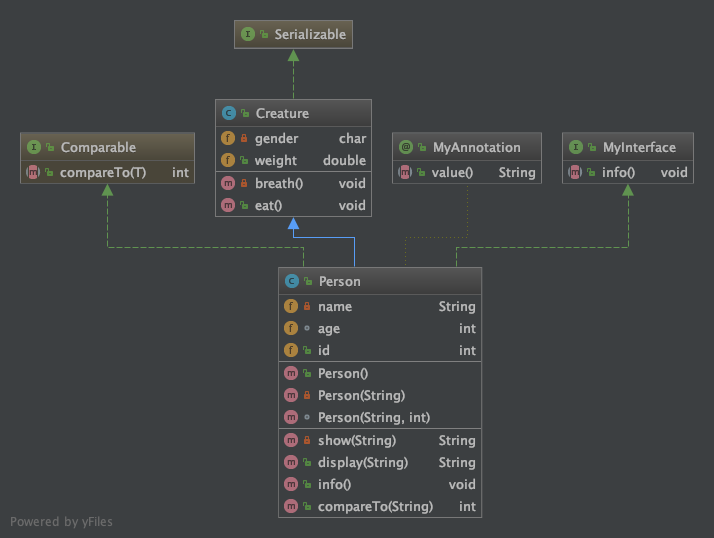 Serializable
Creature
gender char
weight double
breath() void
eat() void
Comparable
compareTo(T) int
MyAnnotation
value() String
MyInterface
info() void
Person
name String
age int
id int
Person()
Person(String)
Person(String, int)
show(String) String
display(String) String
info() void
compareTo(String) int
Powered by yFiles